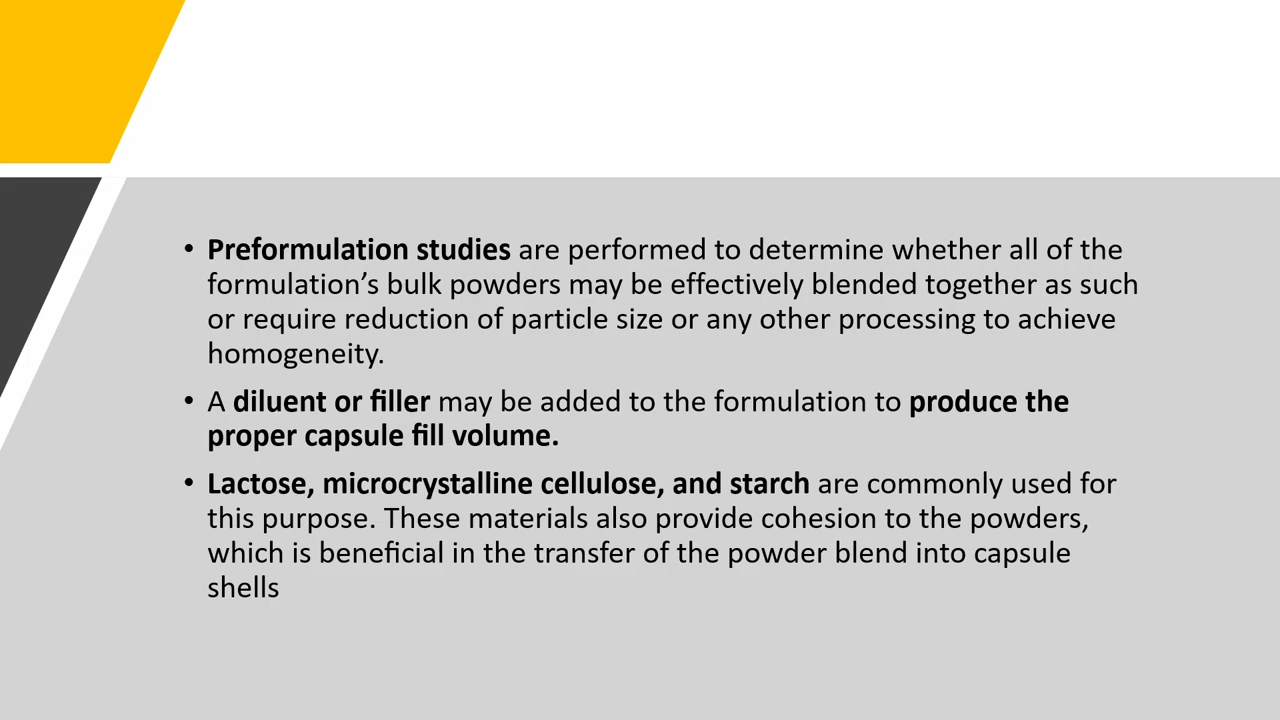 • Preformulation studies are performed to determine whether all of the
formulation’s bulk powders may be effectively blended together as such
or require reduction of particle size or any other processing to achieve
homogeneity.
• A diluent or filler may be added to the formulation to produce the
proper capsule fill volume.
• Lactose, microcrystalline cellulose, and starch are commonly used for
this purpose. These materials also provide cohesion to the powders,
which is beneficial in the transfer of the powder blend into capsule
shells